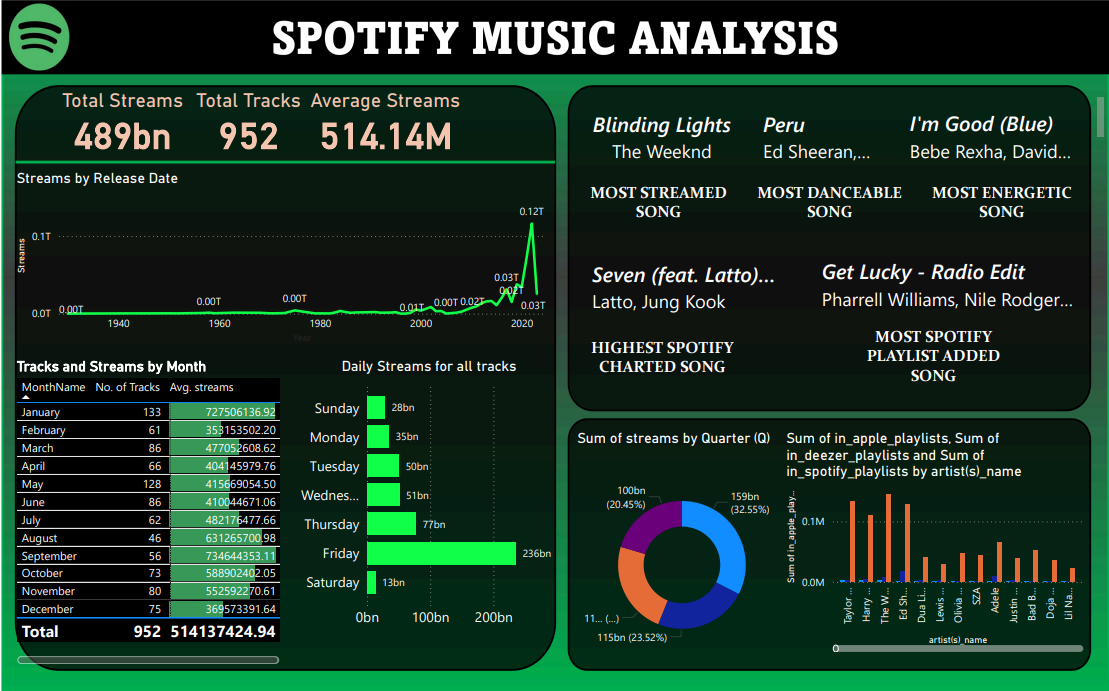 SPOTIFY MUSIC ANALYSIS
Total Streams Total Tracks Average Streams
489bn 952 514.14M
Streams by Release Date
Streams
0.1T
0.0T
0.00T
0.00T
0.00T
0.01T
0.00T
0.02T
0.03T
0.02T
0.12T
0.03T
1940 1960 1980 2000 2020
Year
Tracks and Streams by Month
MonthName No. of Tracks Avg. streams
January 133 727506136.92
February 61 353153502.20
March 86 477052608.62
April 66 404145979.76
May 128 415669054.50
June 86 410044671.06
July 62 482176477.66
August 46 631265700.98
September 56 734644353.11
October 73 588902402.05
November 80 552592270.61
December 75 369573391.64
Total 952 514137424.94
Daily Streams for all tracks
Sunday 28bn
Monday 35bn
Tuesday 50bn
Wednes... 51bn
Thursday 77bn
Friday 236bn
Saturday 13bn
0bn 100bn 200bn
Blinding Lights
The Weeknd
MOST STREAMED
SONG
Peru
Ed Sheeran,...
MOST DANCEABLE
SONG
I'm Good (Blue)
Bebe Rexha, David...
MOST ENERGETIC
SONG
Seven (feat. Latto)...
Latto, Jung Kook
HIGHEST SPOTIFY
CHARTED SONG
Get Lucky - Radio Edit
Pharrell Williams, Nile Rodger...
MOST SPOTIFY
PLAYLIST ADDED
SONG
Sum of streams by Quarter (Q)
100bn
(20.45%)
159bn
(32.55%)
11... (...)
115bn (23.52%)
Sum of in_apple_playlists, Sum of
in_deezer_playlists and Sum of
in_spotify_playlists by artist(s)_name
Sum of in_apple_play...
0.1M
0.0M
Taylor ...
Harry ...
The W...
Ed Sh...
Dua Li...
Lewis ...
Olivia ...
SZA
Adele
Justin ...
Bad B...
Doja ...
Lil Na...
artist(s)_name